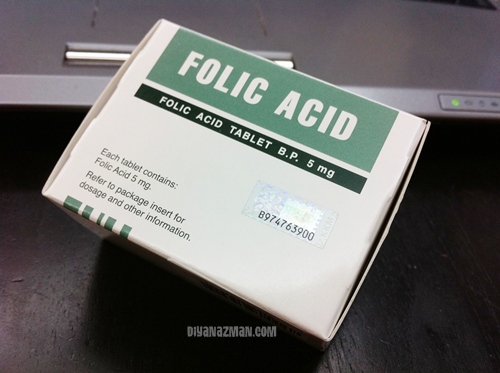 FOLIC ACID
FOLIC ACID TABLET B.P. 5 mg
Each tablet contains:
Folic Acid 5 mg.
Refer to package insert for
dosage and other information.
B974763900
DIYANAZMAN.COM